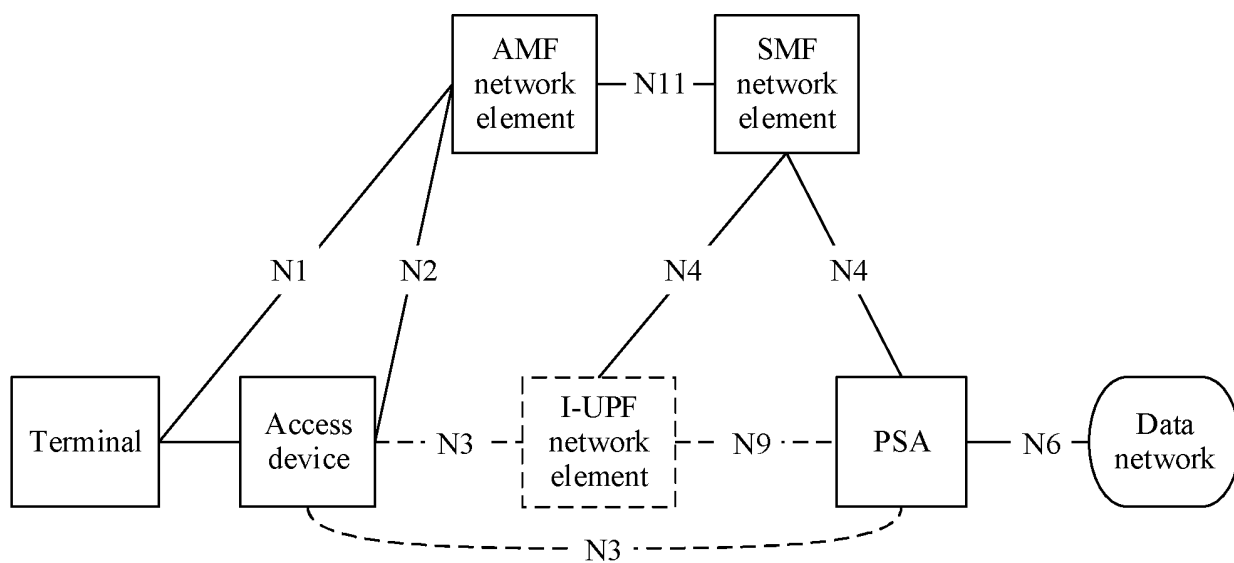 AMF
network
element
N11
SMF
network
element
N1
N2
N4
N4
Terminal
Access
device
N3
I-UPF
network
element
N9
PSA
N6
Data
network
N3